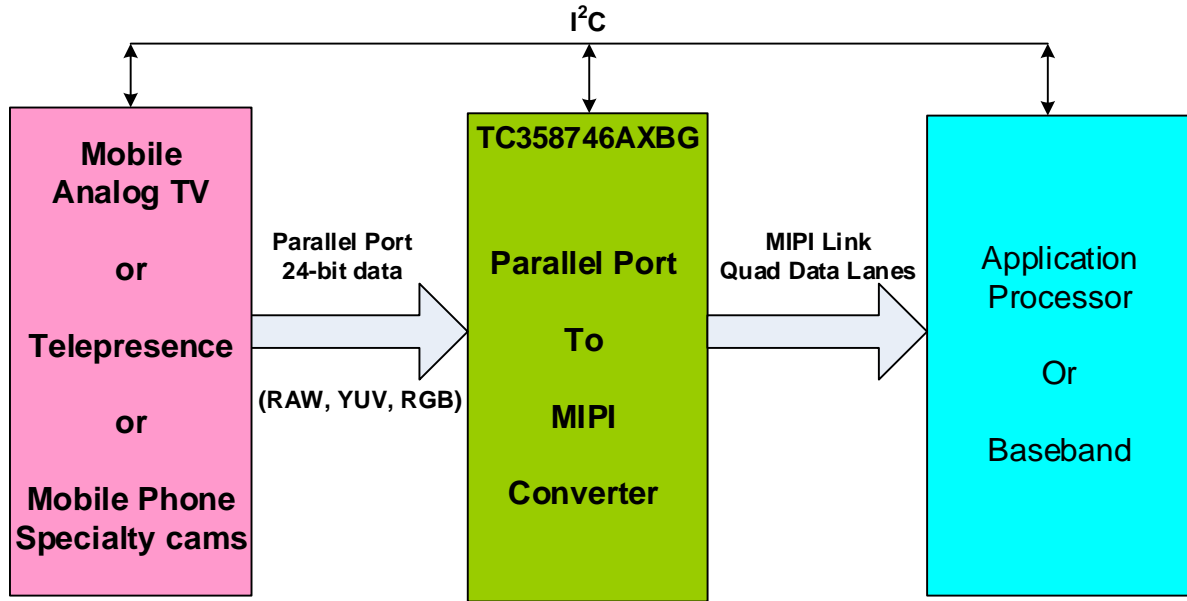 I²C
Mobile
Analog TV
or
Telepresence
or
Mobile Phone
Specialty cams
Parallel Port
24-bit data
(RAW, YUV, RGB)
TC358746AXBG
Parallel Port
To
MIPI
Converter
MIPI Link
Quad Data Lanes
Application
Processor
Or
Baseband